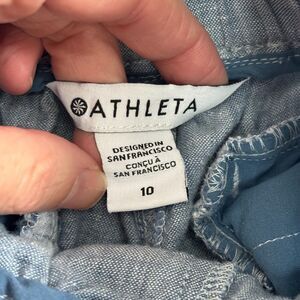 ATHLETA
DESIGNED IN
SAN FRANCISCO
CONÇU À
SAN FRANCISCO
10